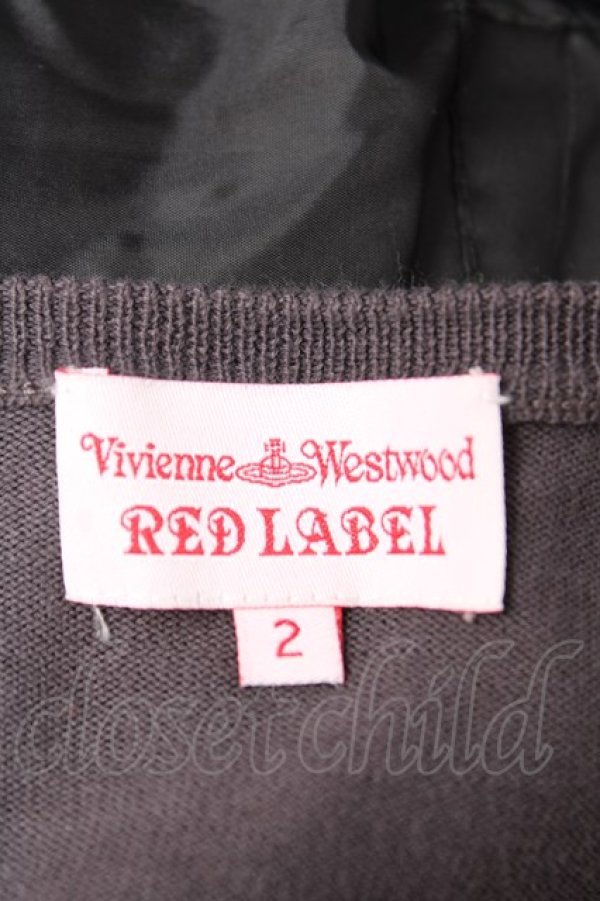 Vivienne Westwood
RED LABEL
2
closetchild